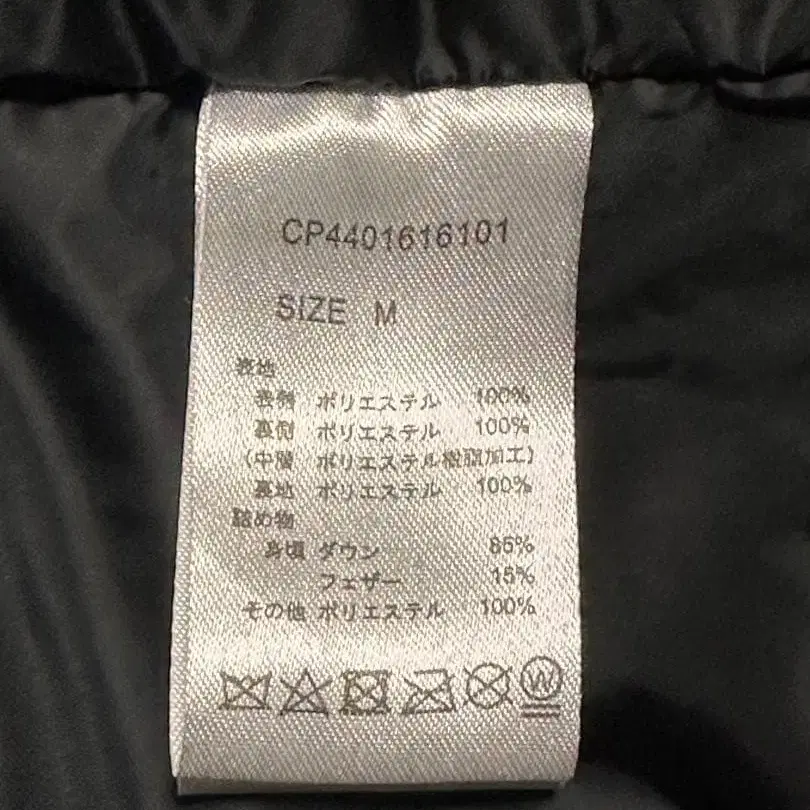 CP4401616101
SIZE M
表地
表側 ポリエステル 100%
裏側 ポリエステル 100%
(中層 ポリエステル樹脂加工)
裏地 ポリエステル 100%
詰め物
身頃 ダウン 85%
フェザー 15%
その他 ポリエステル 100%
W